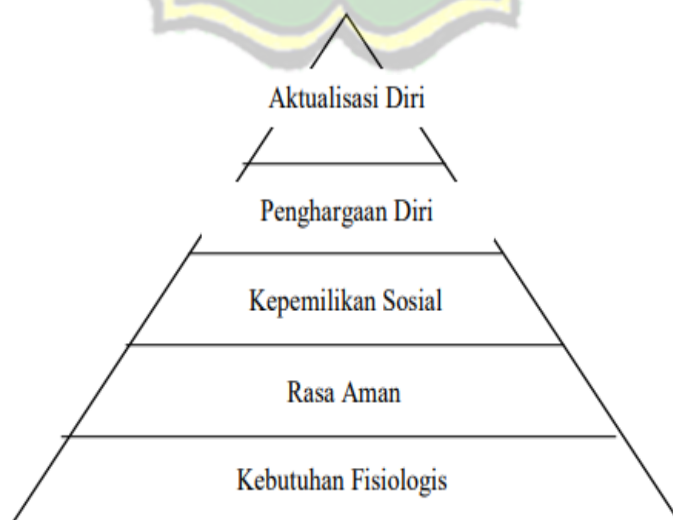 Aktualisasi Diri
Penghargaan Diri
Kepemilikan Sosial
Rasa Aman
Kebutuhan Fisiologis